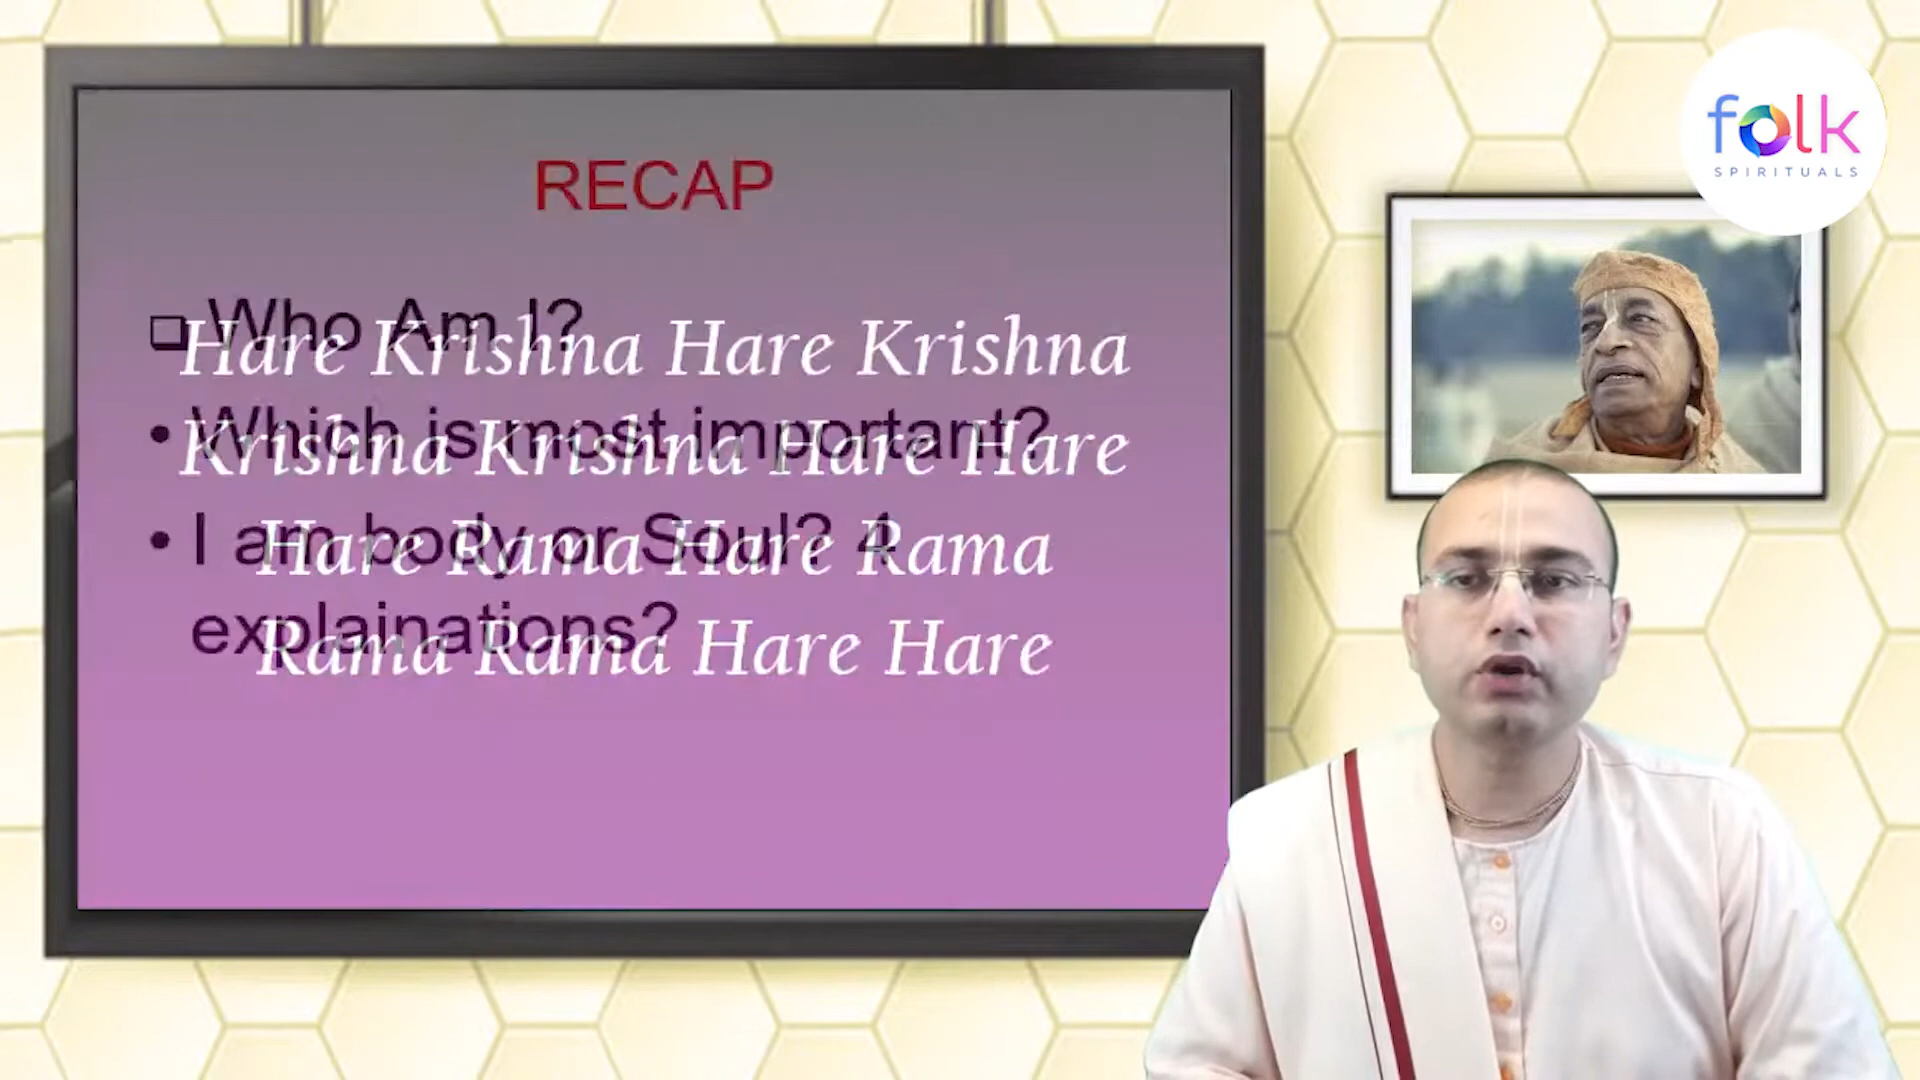 RECAP
Who Am I?
• Which is most important?
• I am body or Soul? 4
explainations?
Hare Krishna Hare Krishna
Krishna Krishna Hare Hare
Hare Rama Hare Rama
Rama Rama Hare Hare
folk
SPIRITUALS